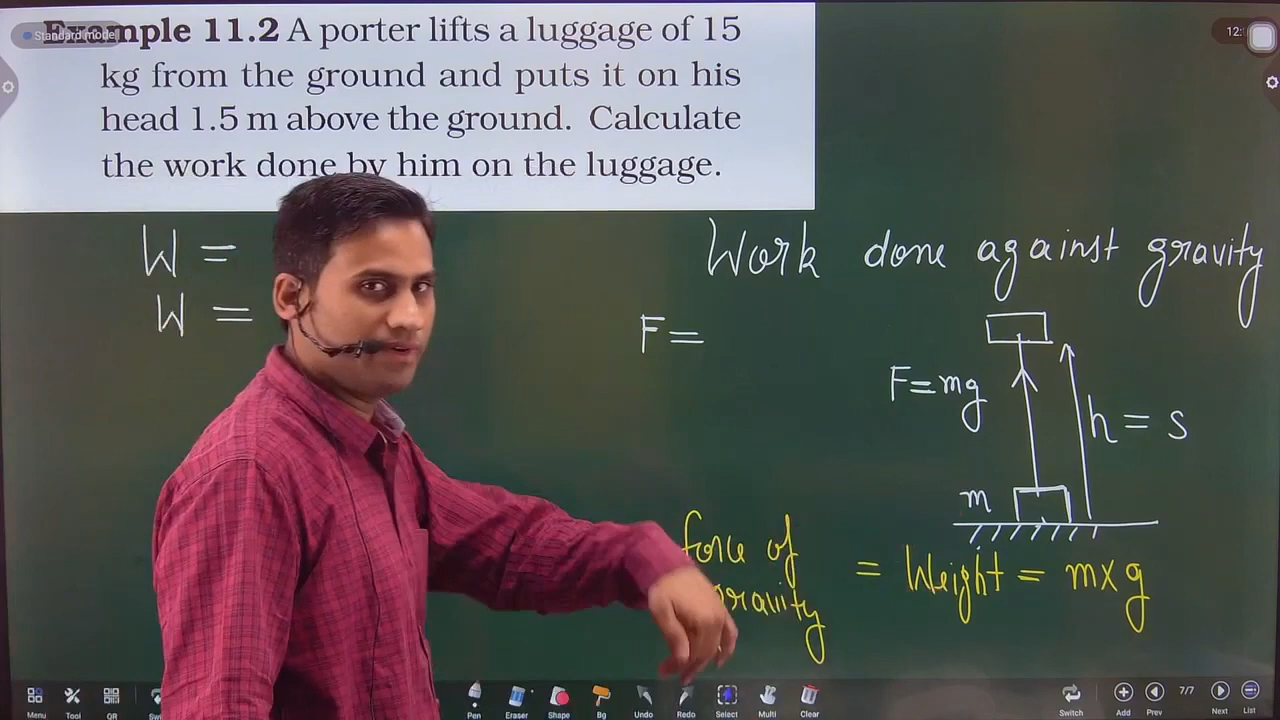 Example 11.2 A porter lifts a luggage of 15
Standard model
12:
kg from the ground and puts it on his
head 1.5 m above the ground. Calculate
the work done by him on the luggage.
W =
Work done against gravity
W =
F =
F = mg
h = s
m
force of
gravity
= Weight = m x g
Menu
Tool
QR
Pen
Eraser
Shape
Bg
Undo
Redo
Select
Multi
Clear
Switch
Add
Prev
7/7
Next
List